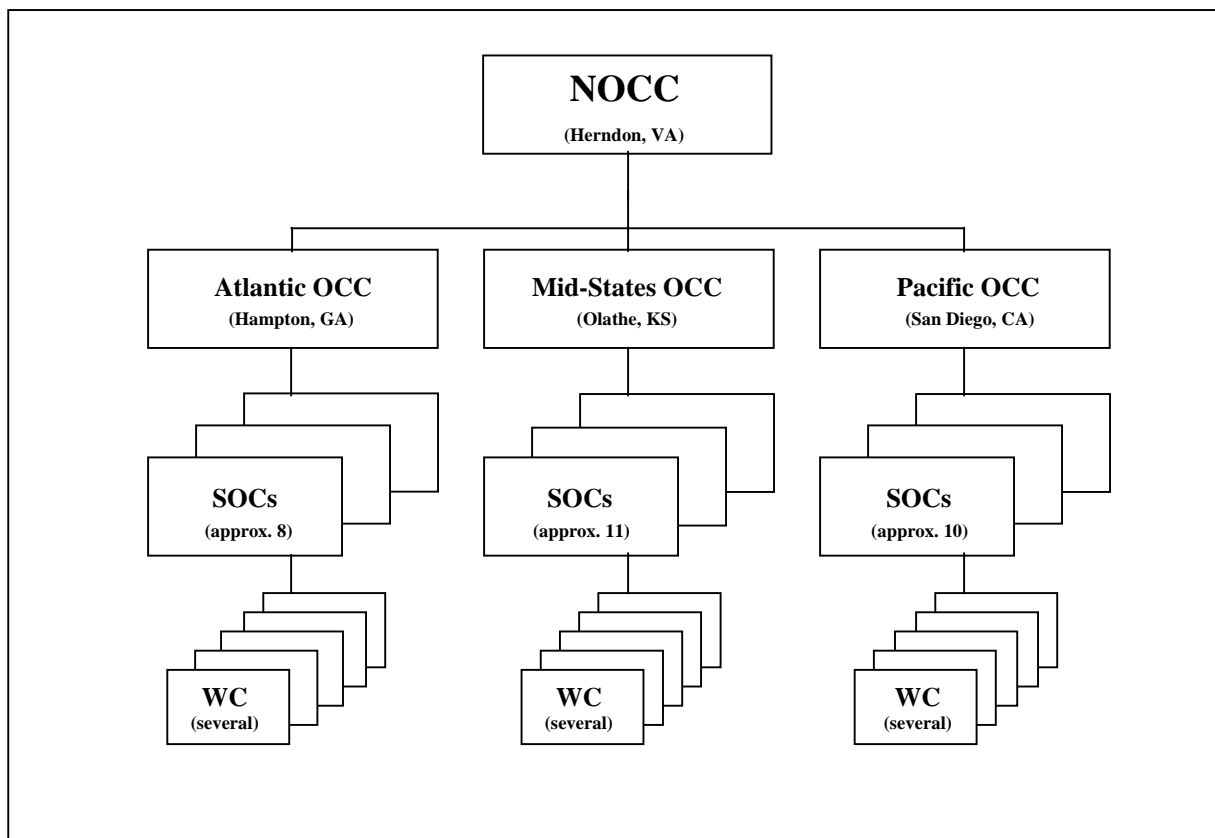 NOCC
(Herndon, VA)
Atlantic OCC
(Hampton, GA)
Mid-States OCC
(Olathe, KS)
Pacific OCC
(San Diego, CA)
SOCs
(approx. 8)
SOCs
(approx. 11)
SOCs
(approx. 10)
WC
(several)
WC
(several)
WC
(several)